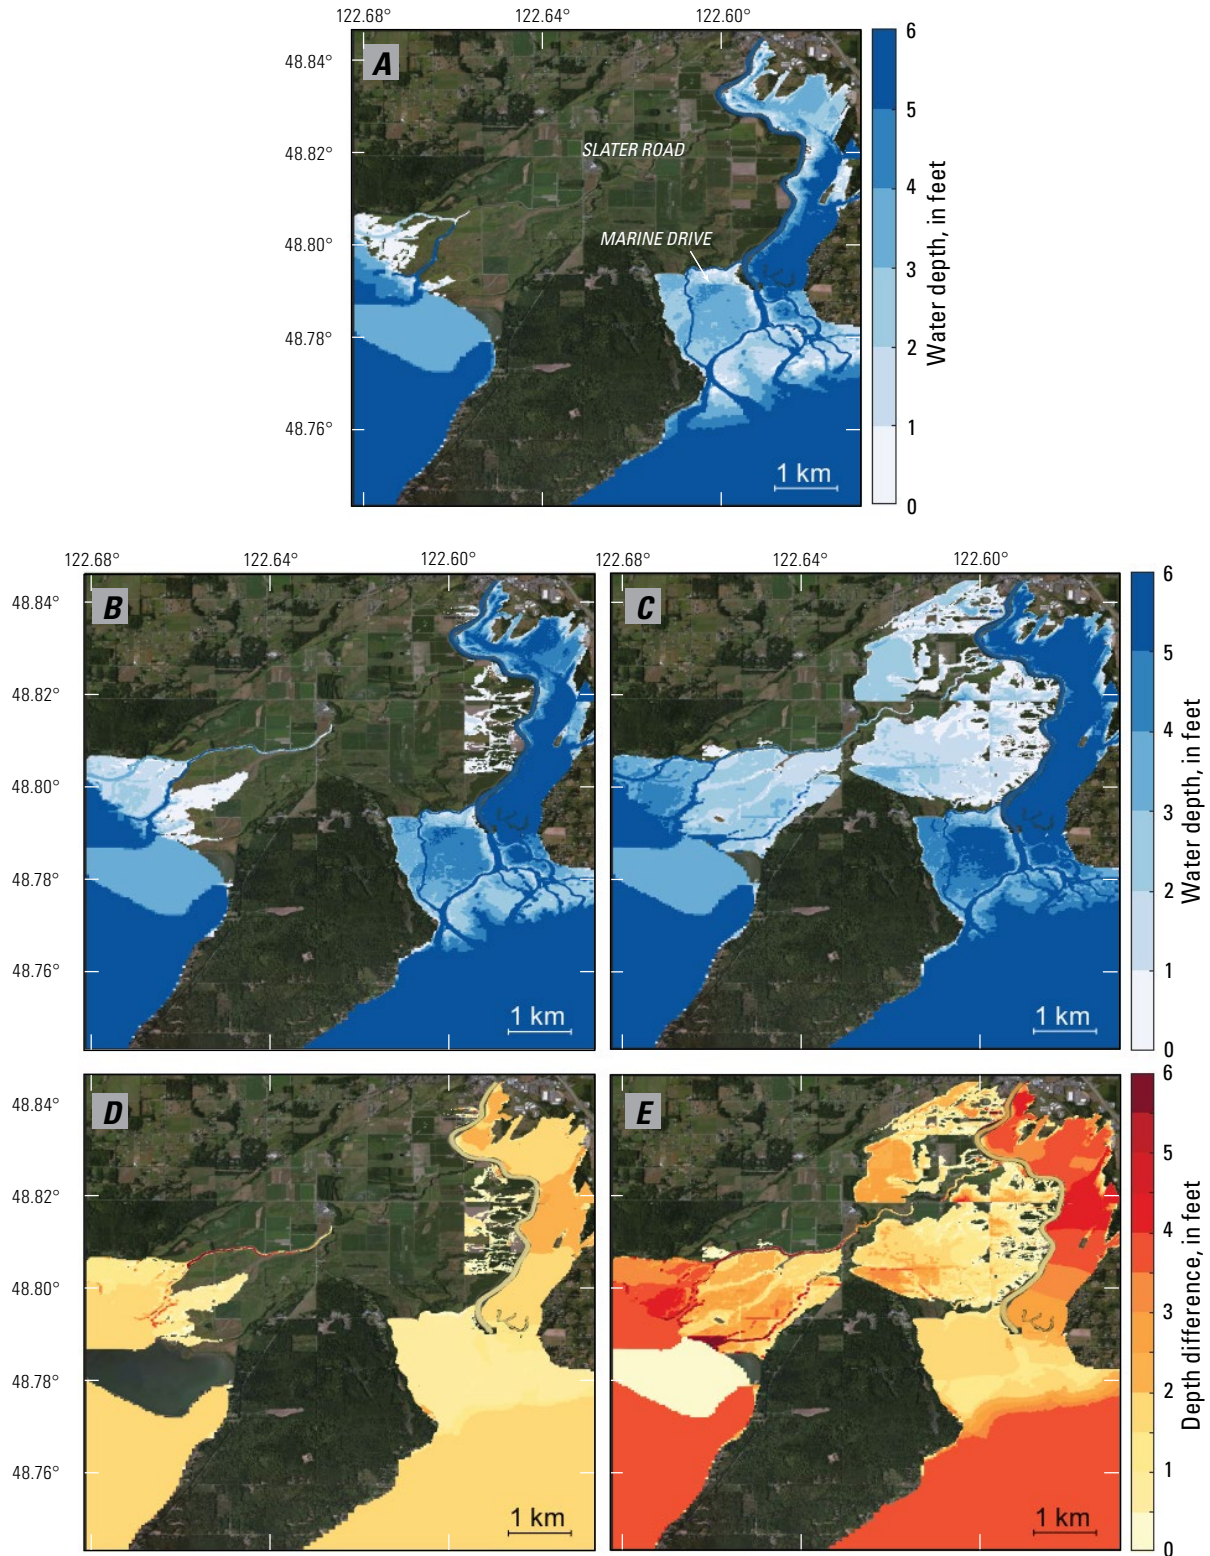 122.68° 122.64° 122.60°
A
48.84°
48.82°
48.80°
48.78°
48.76°
SLATER ROAD
MARINE DRIVE
1 km
6
5
4
3
2
1
0
Water depth, in feet
122.68° 122.64° 122.60° 122.68° 122.64° 122.60°
B
48.84°
48.82°
48.80°
48.78°
48.76°
1 km
C
1 km
6
5
4
3
2
1
0
Water depth, in feet
D
48.84°
48.82°
48.80°
48.78°
48.76°
1 km
E
1 km
6
5
4
3
2
1
0
Depth difference, in feet